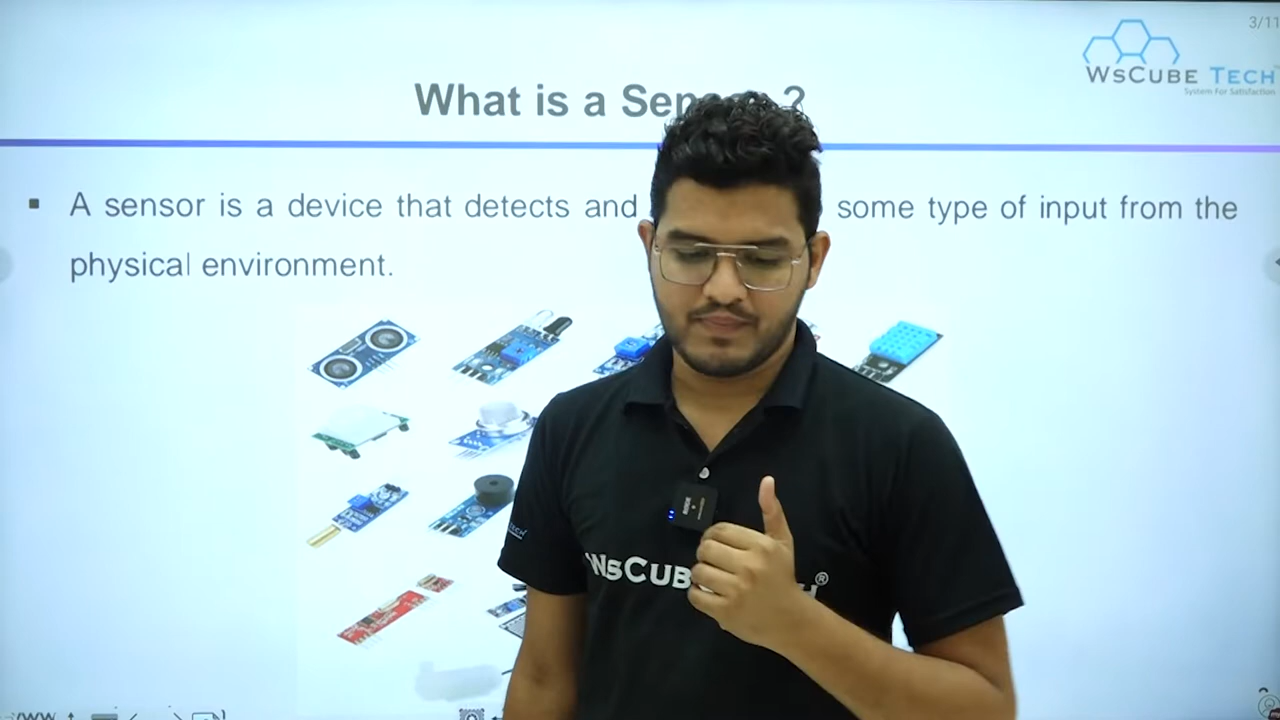 3/11
WsCube Tech
System For Satisfaction
What is a Sen ?
A sensor is a device that detects and some type of input from the
physical environment.
WsCub H®